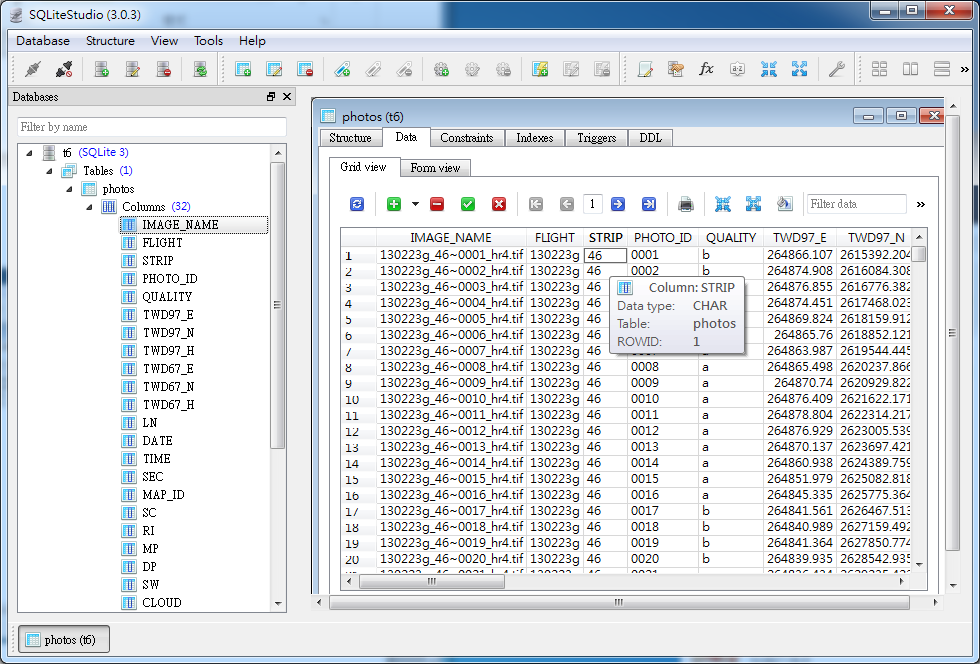 SQLiteStudio (3.0.3)
Database Structure View Tools Help
Databases
Filter by name
t6 (SQLite 3)
Tables (1)
photos
Columns (32)
IMAGE_NAME
FLIGHT
STRIP
PHOTO_ID
QUALITY
TWD97_E
TWD97_N
TWD97_H
TWD67_E
TWD67_N
TWD67_H
LN
DATE
TIME
SEC
MAP_ID
SC
RI
MP
DP
SW
CLOUD
photos (t6)
Structure Data Constraints Indexes Triggers DDL
Grid view Form view
1 Filter data »
IMAGE_NAME FLIGHT STRIP PHOTO_ID QUALITY TWD97_E TWD97_N
1 130223g_46~0001_hr4.tif 130223g 46 0001 b 264866.107 2615392.204
2 130223g_46~0002_hr4.tif 130223g 46 0002 b 264874.908 2616084.308
3 130223g_46~0003_hr4.tif 130223g 46 264876.855 2616776.382
4 130223g_46~0004_hr4.tif 130223g 46 264874.451 2617468.023
5 130223g_46~0005_hr4.tif 130223g 46 264869.824 2618159.912
6 130223g_46~0006_hr4.tif 130223g 46 264865.76 2618852.121
7 130223g_46~0007_hr4.tif 130223g 46 264863.987 2619544.445
8 130223g_46~0008_hr4.tif 130223g 46 0008 a 264865.498 2620237.866
9 130223g_46~0009_hr4.tif 130223g 46 0009 a 264870.74 2620929.822
10 130223g_46~0010_hr4.tif 130223g 46 0010 a 264876.409 2621622.171
11 130223g_46~0011_hr4.tif 130223g 46 0011 a 264878.804 2622314.217
12 130223g_46~0012_hr4.tif 130223g 46 0012 a 264876.929 2623005.539
13 130223g_46~0013_hr4.tif 130223g 46 0013 a 264870.137 2623697.421
14 130223g_46~0014_hr4.tif 130223g 46 0014 a 264860.938 2624389.759
15 130223g_46~0015_hr4.tif 130223g 46 0015 a 264851.979 2625082.818
16 130223g_46~0016_hr4.tif 130223g 46 0016 a 264845.335 2625775.364
17 130223g_46~0017_hr4.tif 130223g 46 0017 b 264841.561 2626467.513
18 130223g_46~0018_hr4.tif 130223g 46 0018 b 264840.989 2627159.492
19 130223g_46~0019_hr4.tif 130223g 46 0019 b 264841.364 2627850.774
20 130223g_46~0020_hr4.tif 130223g 46 0020 b 264839.935 2628542.935
Column: STRIP
Data type: CHAR
Table: photos
ROWID: 1
photos (t6)